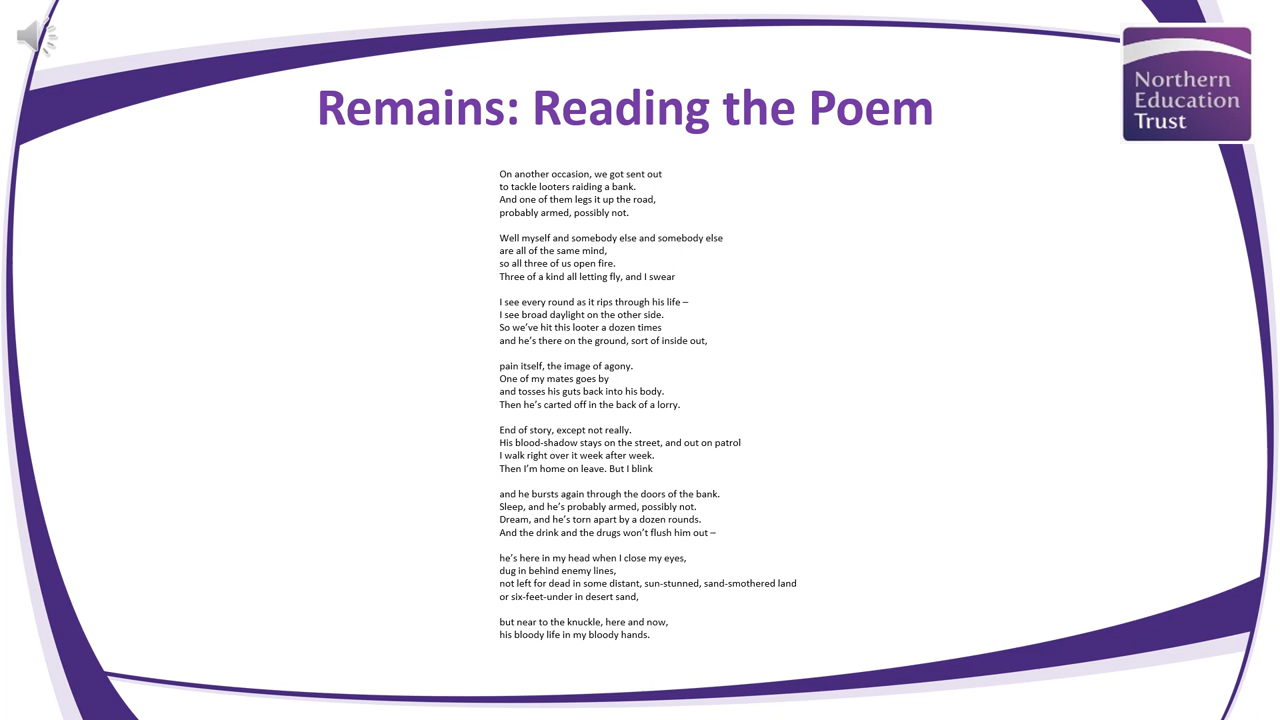 Northern
Education
Trust
Remains: Reading the Poem
On another occasion, we got sent out
to tackle looters raiding a bank.
And one of them legs it up the road,
probably armed, possibly not.
Well myself and somebody else and somebody else
are all of the same mind,
so all three of us open fire.
Three of a kind all letting fly, and I swear
I see every round as it rips through his life –
I see broad daylight on the other side.
So we’ve hit this looter a dozen times
and he’s there on the ground, sort of inside out,
pain itself, the image of agony.
One of my mates goes by
and tosses his guts back into his body.
Then he’s carted off in the back of a lorry.
End of story, except not really.
His blood-shadow stays on the street, and out on patrol
I walk right over it week after week.
Then I’m home on leave. But I blink
and he bursts again through the doors of the bank.
Sleep, and he’s probably armed, possibly not.
Dream, and he’s torn apart by a dozen rounds.
And the drink and the drugs won’t flush him out –
he’s here in my head when I close my eyes,
dug in behind enemy lines,
not left for dead in some distant, sun-stunned, sand-smothered land
or six-feet-under in desert sand,
but near to the knuckle, here and now,
his bloody life in my bloody hands.